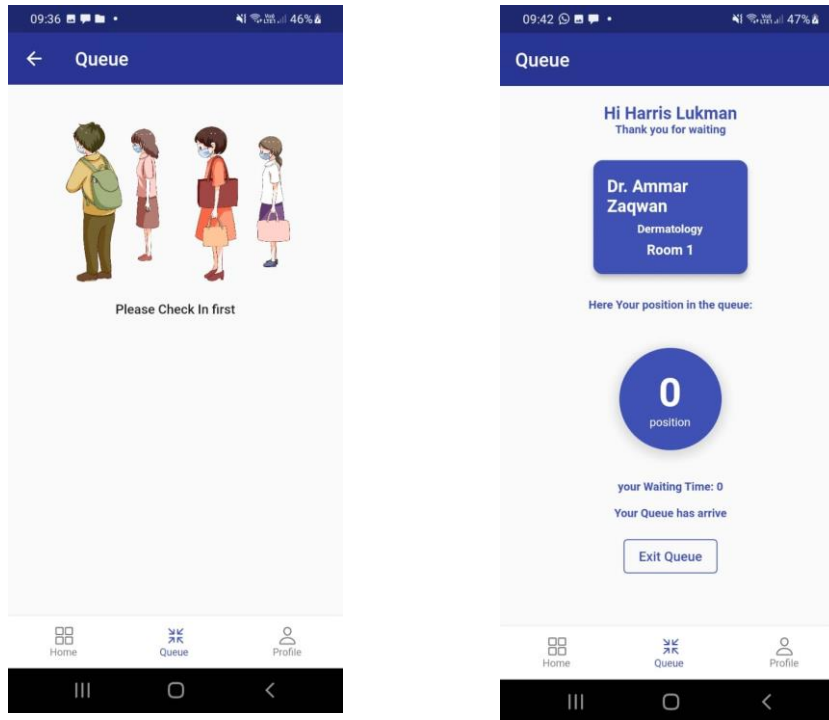 09:36
46%
Queue
Please Check In first
Home
Queue
Profile
09:42
47%
Queue
Hi Harris Lukman
Thank you for waiting
Dr. Ammar
Zaqwan
Dermatology
Room 1
Here Your position in the queue:
0
position
your Waiting Time: 0
Your Queue has arrive
Exit Queue
Home
Queue
Profile